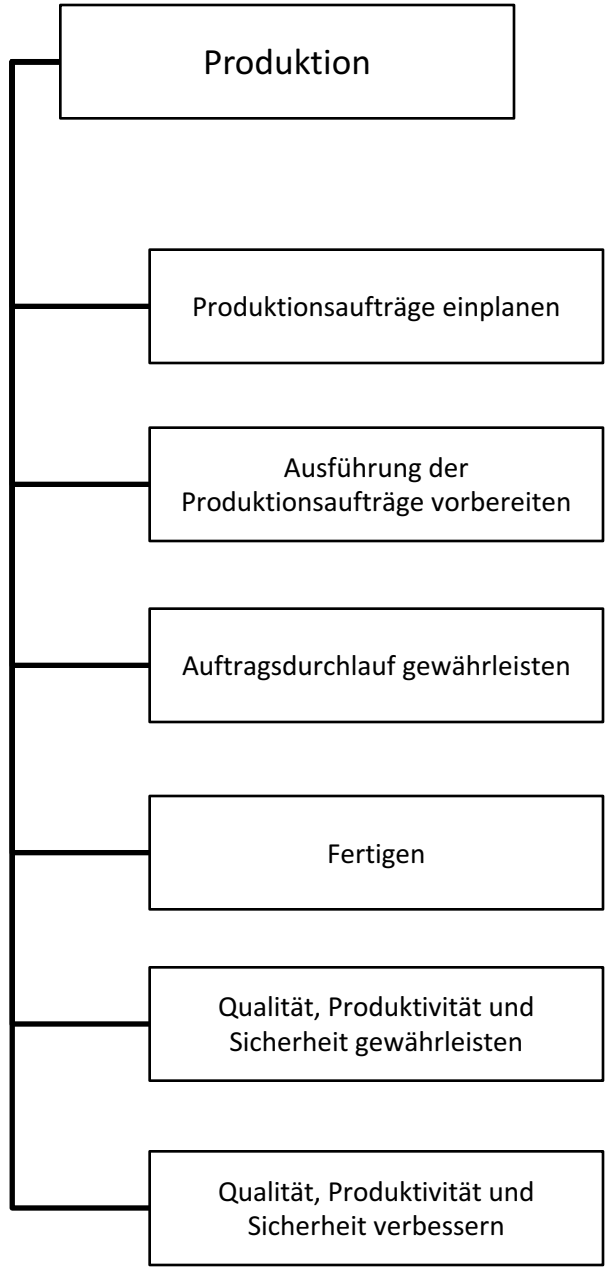 Produktion
Produktionsaufträge einplanen
Ausführung der
Produktionsaufträge vorbereiten
Auftragsdurchlauf gewährleisten
Fertigen
Qualität, Produktivität und
Sicherheit gewährleisten
Qualität, Produktivität und
Sicherheit verbessern